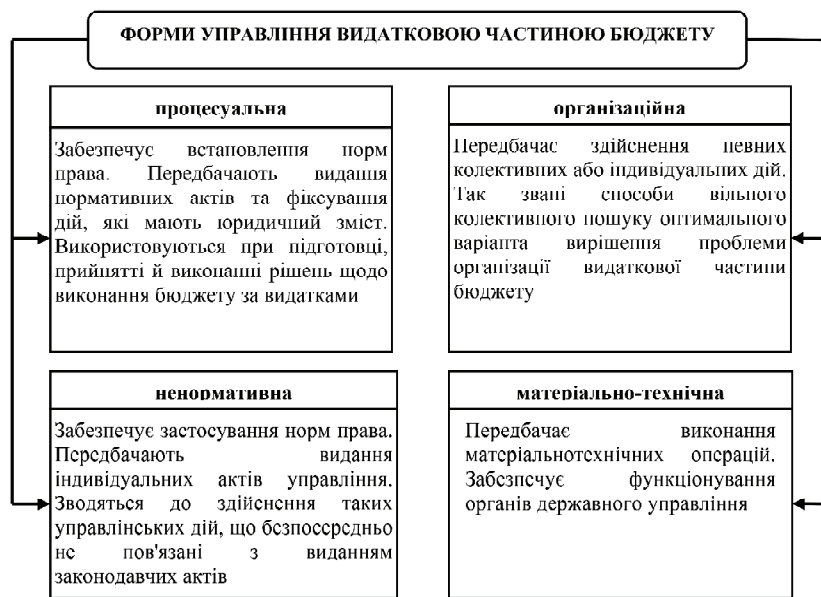 ФОРМИ УПРАВЛІННЯ ВИДАТКОВОЮ ЧАСТИНОЮ БЮДЖЕТУ
процесуальна
Забезпечує встановлення норм
права. Передбачають видання
нормативних актів та фіксування
дій, які мають юридичний зміст.
Використовуються при підготовці,
прийнятті й виконанні рішень щодо
виконання бюджету за видатками
організаційна
Передбачає здійснення певних
колективних або індивідуальних дій.
Так звані способи вільного
колективного пошуку оптимального
варіанта вирішення проблеми
організації видаткової частини
бюджету
ненормативна
Забезпечує застосування норм права.
Передбачають видання
індивідуальних актів управління.
Зводяться до здійснення таких
управлінських дій, що безпосередньо
не пов'язані з виданням
законодавчих актів
матеріально-технічна
Передбачає виконання
матеріальнотехнічних операцій.
Забезпечує функціонування
органів державного управління